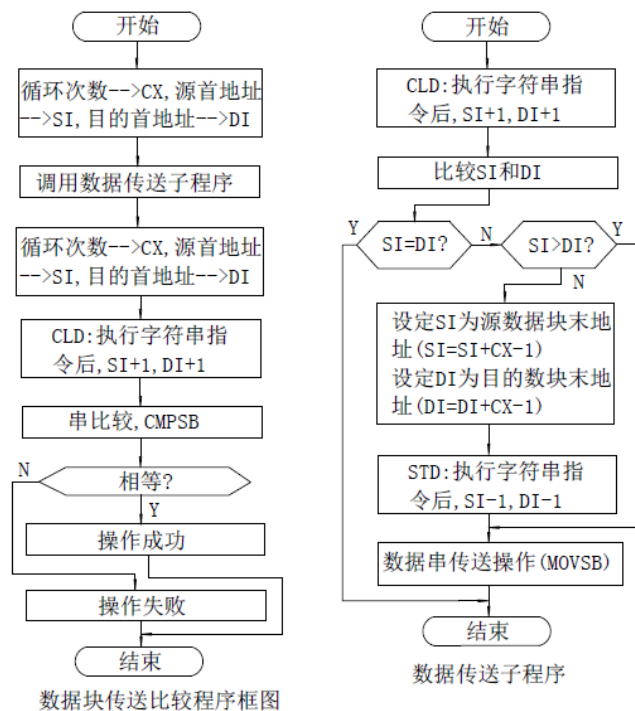 开始
循环次数-->CX,源首地址
-->SI,目的首地址-->DI
调用数据传送子程序
循环次数-->CX,源首地址
-->SI,目的首地址-->DI
CLD:执行字符串指
令后,SI+1,DI+1
串比较,CMPSB
N
相等?
Y
操作成功
操作失败
结束
数据块传送比较程序框图
开始
CLD:执行字符串指
令后,SI+1,DI+1
比较SI和DI
Y
SI=DI?
N
SI>DI?
Y
N
设定SI为源数据块末地
址(SI=SI+CX-1)
设定DI为目的数块末地
址(DI=DI+CX-1)
STD:执行字符串指
令后,SI-1,DI-1
数据串传送操作(MOVSB)
结束
数据传送子程序